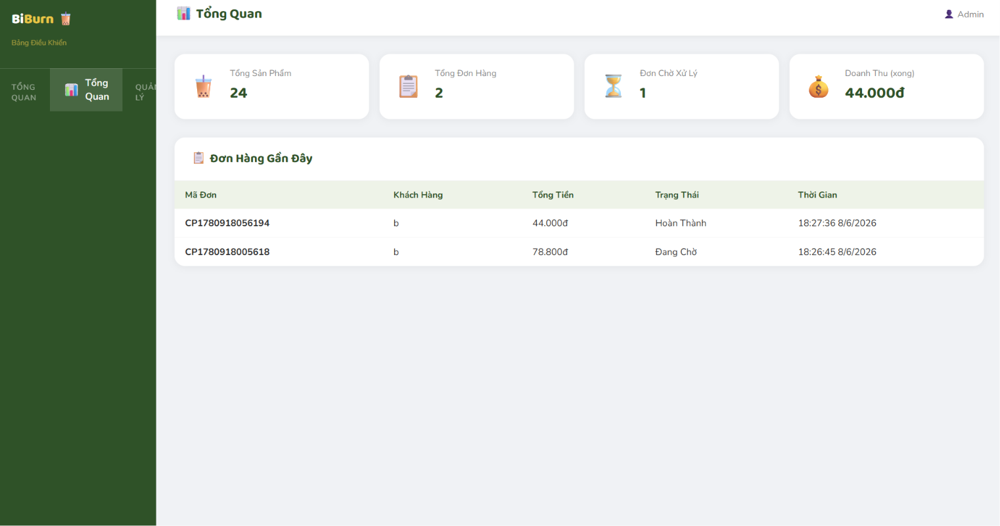 BiBurn
Bảng Điều Khiển
TỔNG QUAN
Tổng Quan
QUẢN LÝ
Tổng Quan
Admin
Tổng Sản Phẩm
24
Tổng Đơn Hàng
2
Đơn Chờ Xử Lý
1
Doanh Thu (xong)
44.000đ
Đơn Hàng Gần Đây
Mã Đơn Khách Hàng Tổng Tiền Trạng Thái Thời Gian
CP1780918056194 b 44.000đ Hoàn Thành 18:27:36 8/6/2026
CP1780918005618 b 78.800đ Đang Chờ 18:26:45 8/6/2026